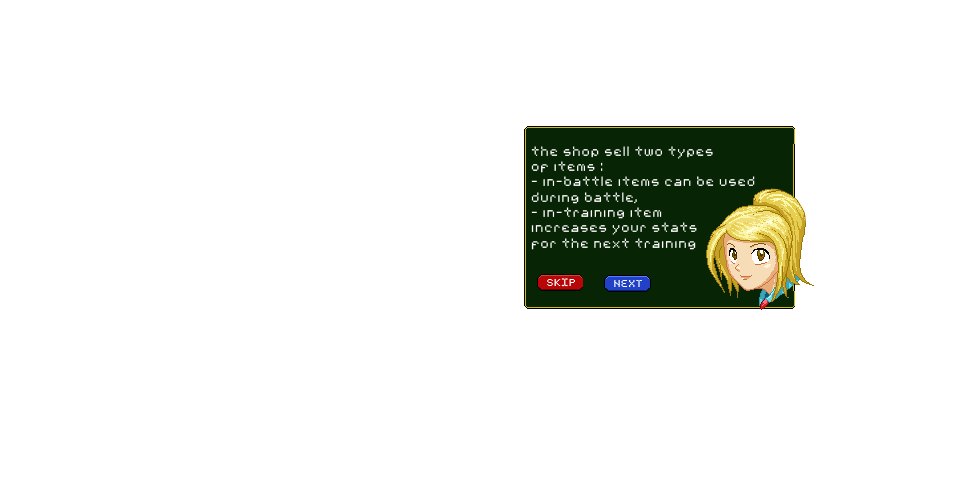 the shop sell two types
of items :
- in-battle items can be used
during battle,
- in-training item
increases your stats
for the next training
SKIP NEXT